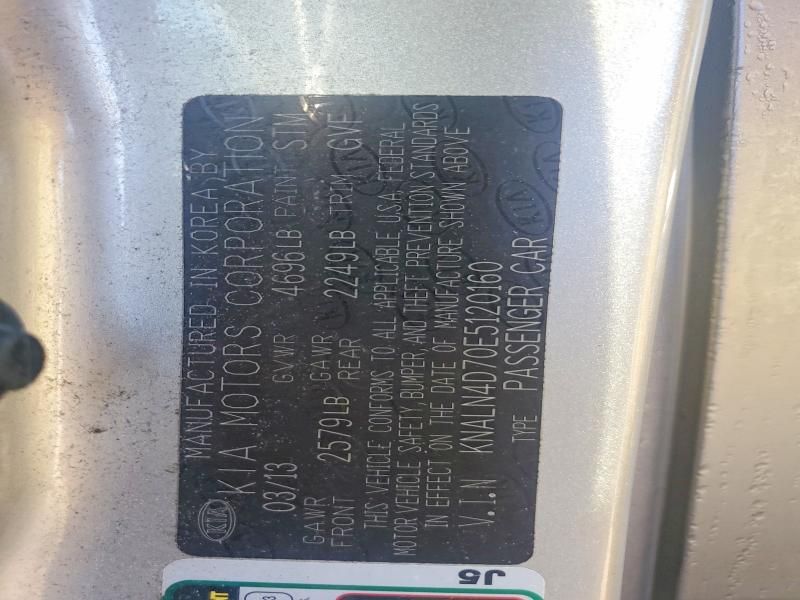 MANUFACTURED IN KOREA BY
KIA MOTORS CORPORATION
03/13 GVWR 4696LB PAINT STM
GAWR FRONT 2579LB GAWR REAR 2249LB TRIM GVF
THIS VEHICLE CONFORMS TO ALL APPLICABLE U.S.A. FEDERAL
MOTOR VEHICLE SAFETY, BUMPER, AND THEFT PREVENTION STANDARDS
IN EFFECT ON THE DATE OF MANUFACTURE SHOWN ABOVE
V.I.N KNALN4D70E5120160
TYPE PASSENGER CAR
J5